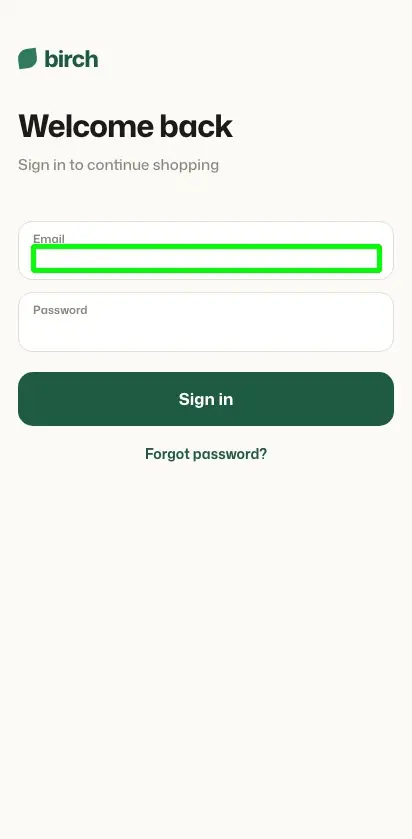 birch
Welcome back
Sign in to continue shopping
Email
Password
Sign in
Forgot password?